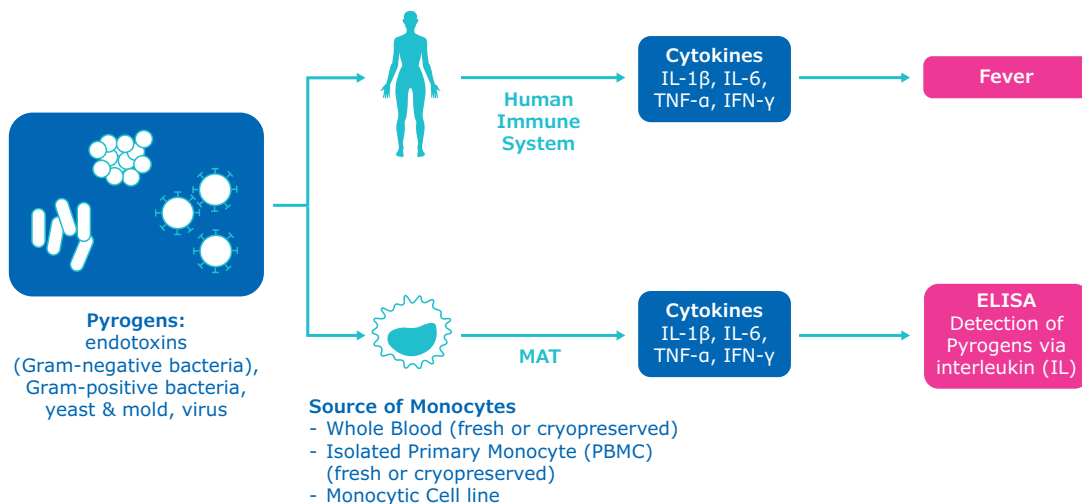 Pyrogens:
endotoxins
(Gram-negative bacteria),
Gram-positive bacteria,
yeast & mold, virus
Human
Immune
System
Cytokines
IL-1β, IL-6,
TNF-α, IFN-γ
Fever
MAT
Cytokines
IL-1β, IL-6,
TNF-α, IFN-γ
ELISA
Detection of
Pyrogens via
interleukin (IL)
Source of Monocytes
- Whole Blood (fresh or cryopreserved)
- Isolated Primary Monocyte (PBMC)
(fresh or cryopreserved)
- Monocytic Cell line